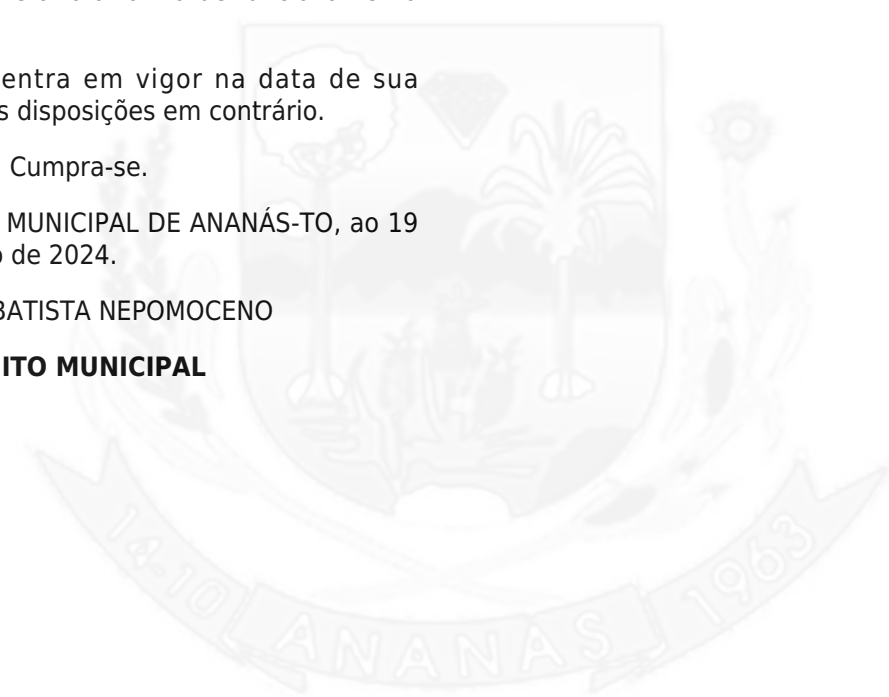 entra em vigor na data de sua
s disposições em contrário.
Cumpra-se.
MUNICIPAL DE ANANÁS-TO, ao 19
o de 2024.
BATISTA NEPOMOCENO
ITO MUNICIPAL
14-10 ANANAS 1963